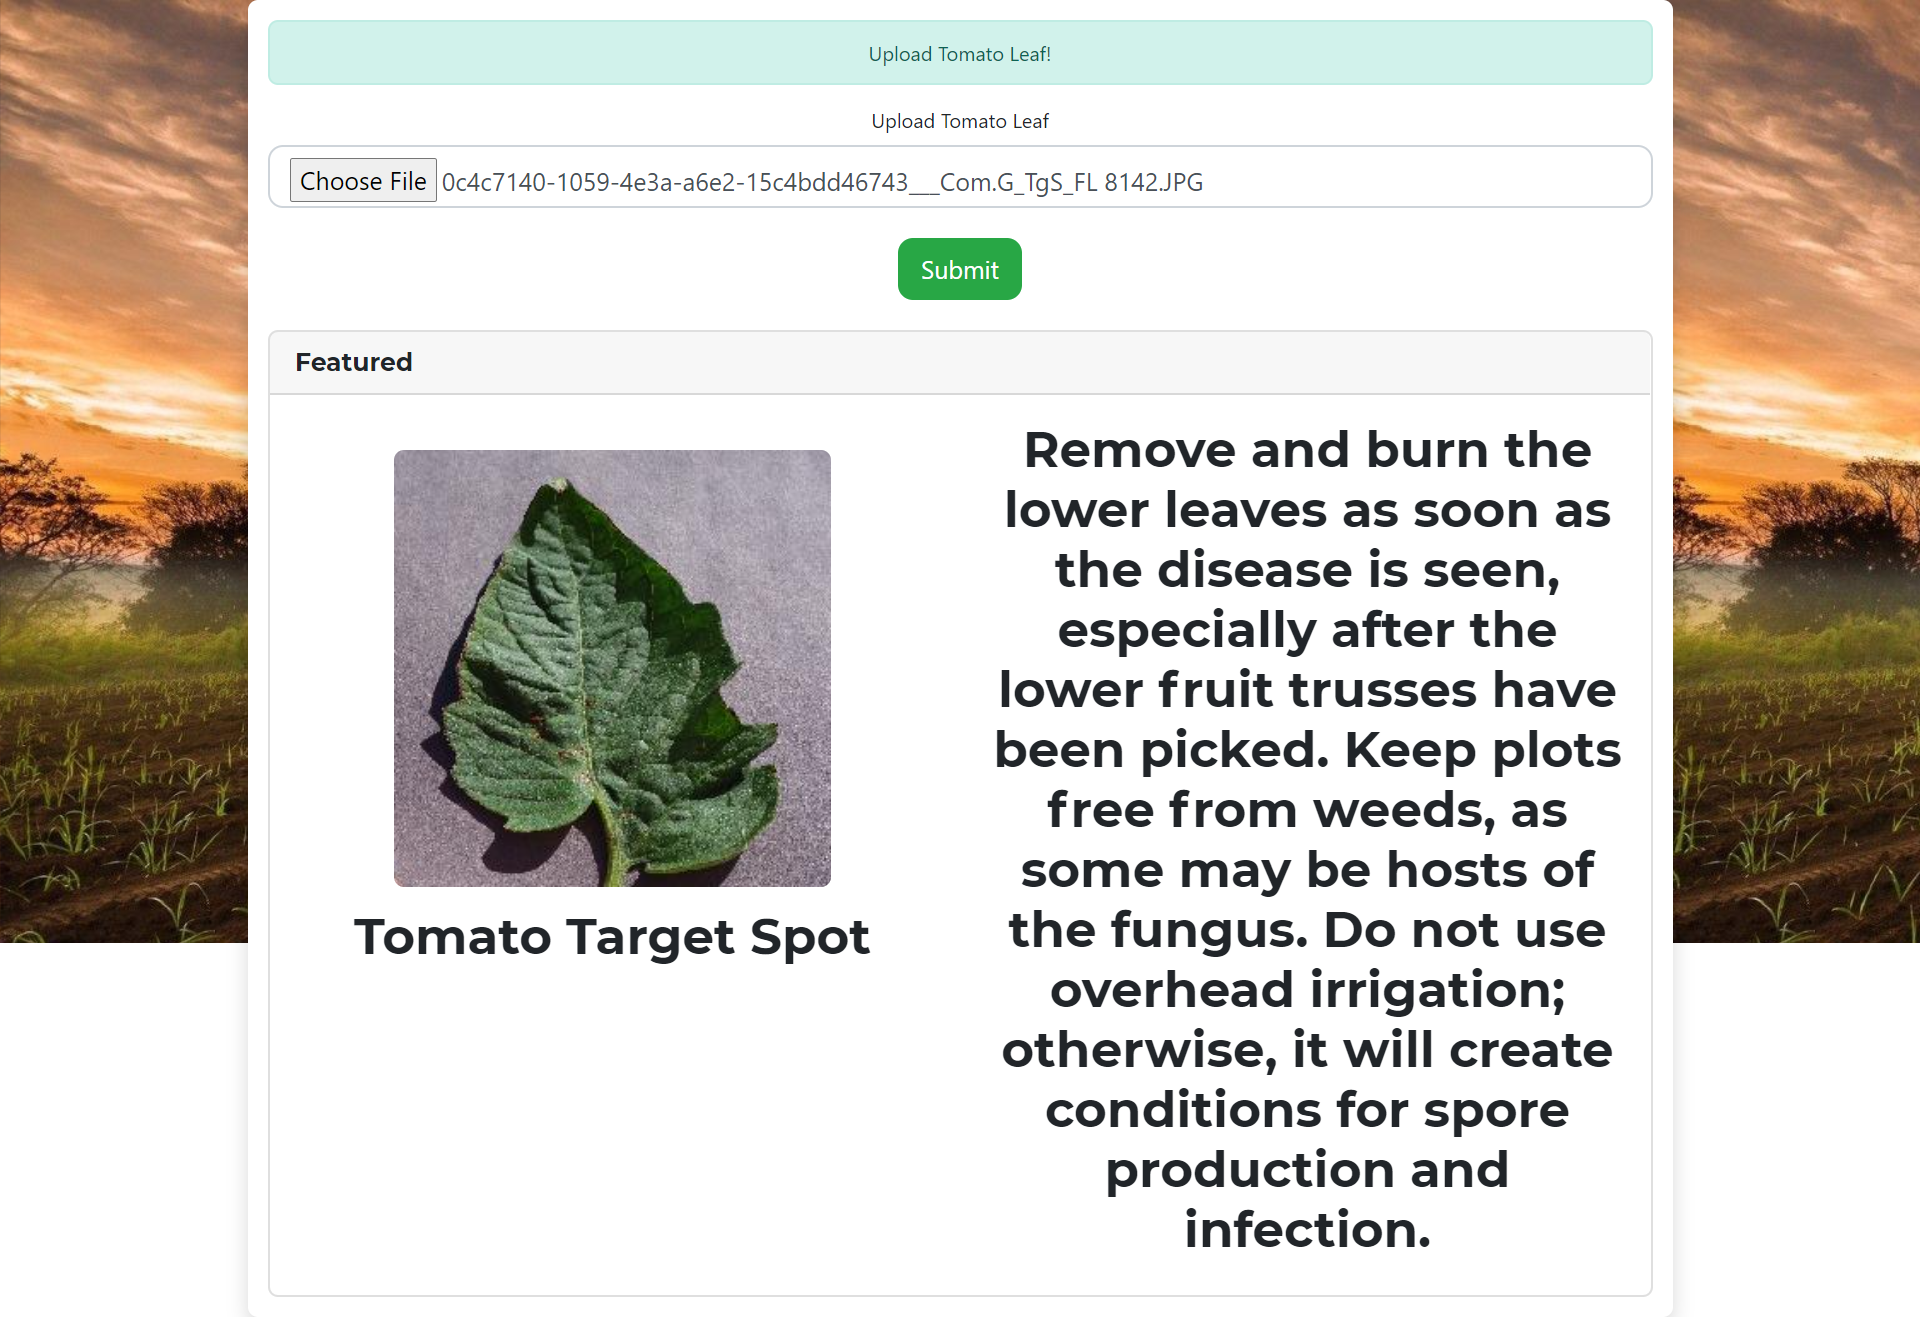 Upload Tomato Leaf!
Upload Tomato Leaf
Choose File 0c4c7140-1059-4e3a-a6e2-15c4bdd46743___Com.G_TgS_FL 8142.JPG
Submit
Featured
Tomato Target Spot
Remove and burn the
lower leaves as soon as
the disease is seen,
especially after the
lower fruit trusses have
been picked. Keep plots
free from weeds, as
some may be hosts of
the fungus. Do not use
overhead irrigation;
otherwise, it will create
conditions for spore
production and
infection.